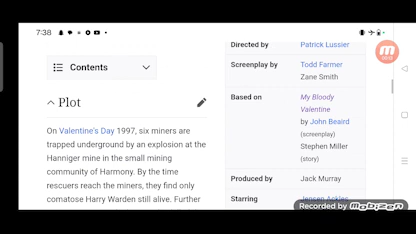 7:38
Contents
Plot
On Valentine's Day 1997, six miners are
trapped underground by an explosion at the
Hanniger mine in the small mining
community of Harmony. By the time
rescuers reach the miners, they find only
comatose Harry Warden still alive. Further
Directed by Patrick Lussier
Screenplay by Todd Farmer
Zane Smith
Based on My Bloody
Valentine
by John Beaird
(screenplay)
Stephen Miller
(story)
Produced by Jack Murray
Starring Jensen Ackles
Recorded by Mobizen